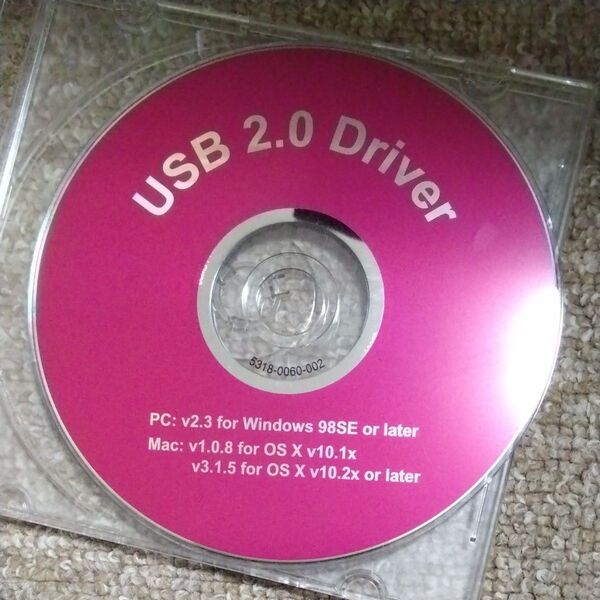 USB 2.0 Driver
5318-0060-002
PC: v2.3 for Windows 98SE or later
Mac: v1.0.8 for OS X v10.1x
v3.1.5 for OS X v10.2x or later